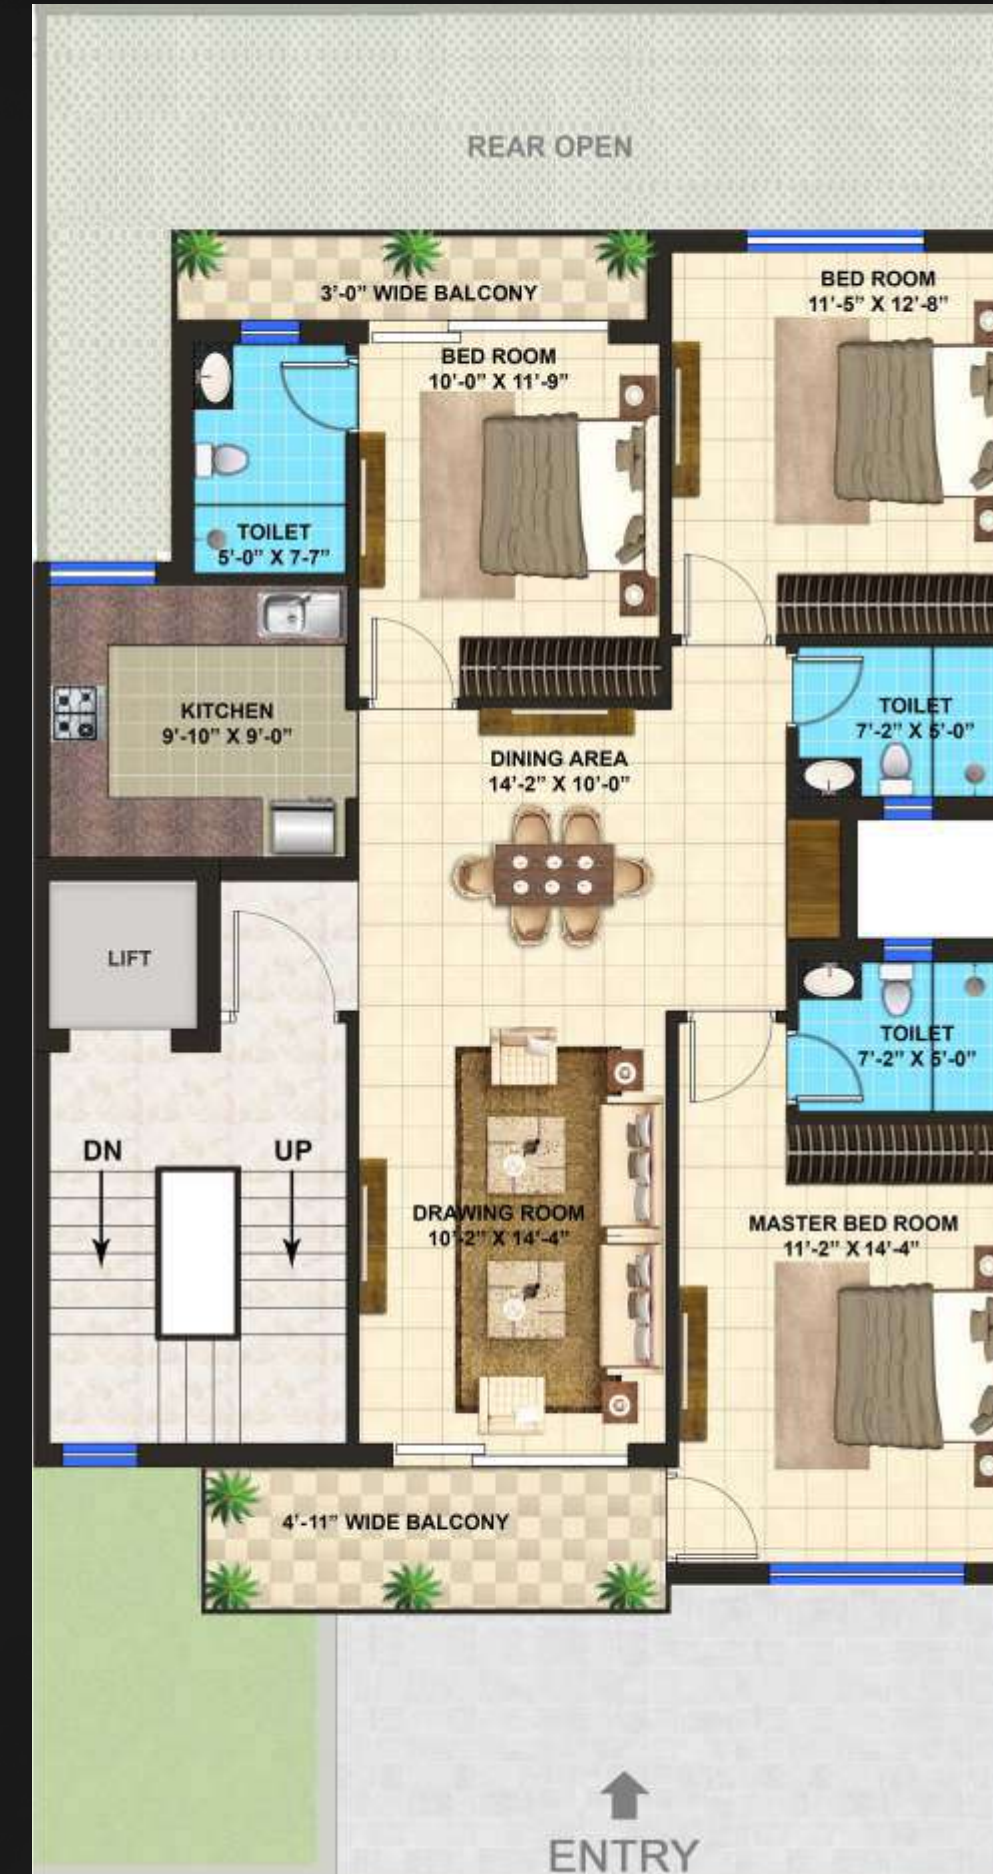 REAR OPEN
3'-0" WIDE BALCONY
BED ROOM
11'-5" X 12'-8"
BED ROOM
10'-0" X 11'-9"
TOILET
5'-0" X 7-7"
KITCHEN
9'-10" X 9'-0"
TOILET
7'-2" X 5'-0"
DINING AREA
14'-2" X 10'-0"
LIFT
TOILET
7'-2" X 5'-0"
DN
UP
DRAWING ROOM
10'-2" X 14'-4"
MASTER BED ROOM
11'-2" X 14'-4"
4'-11" WIDE BALCONY
ENTRY